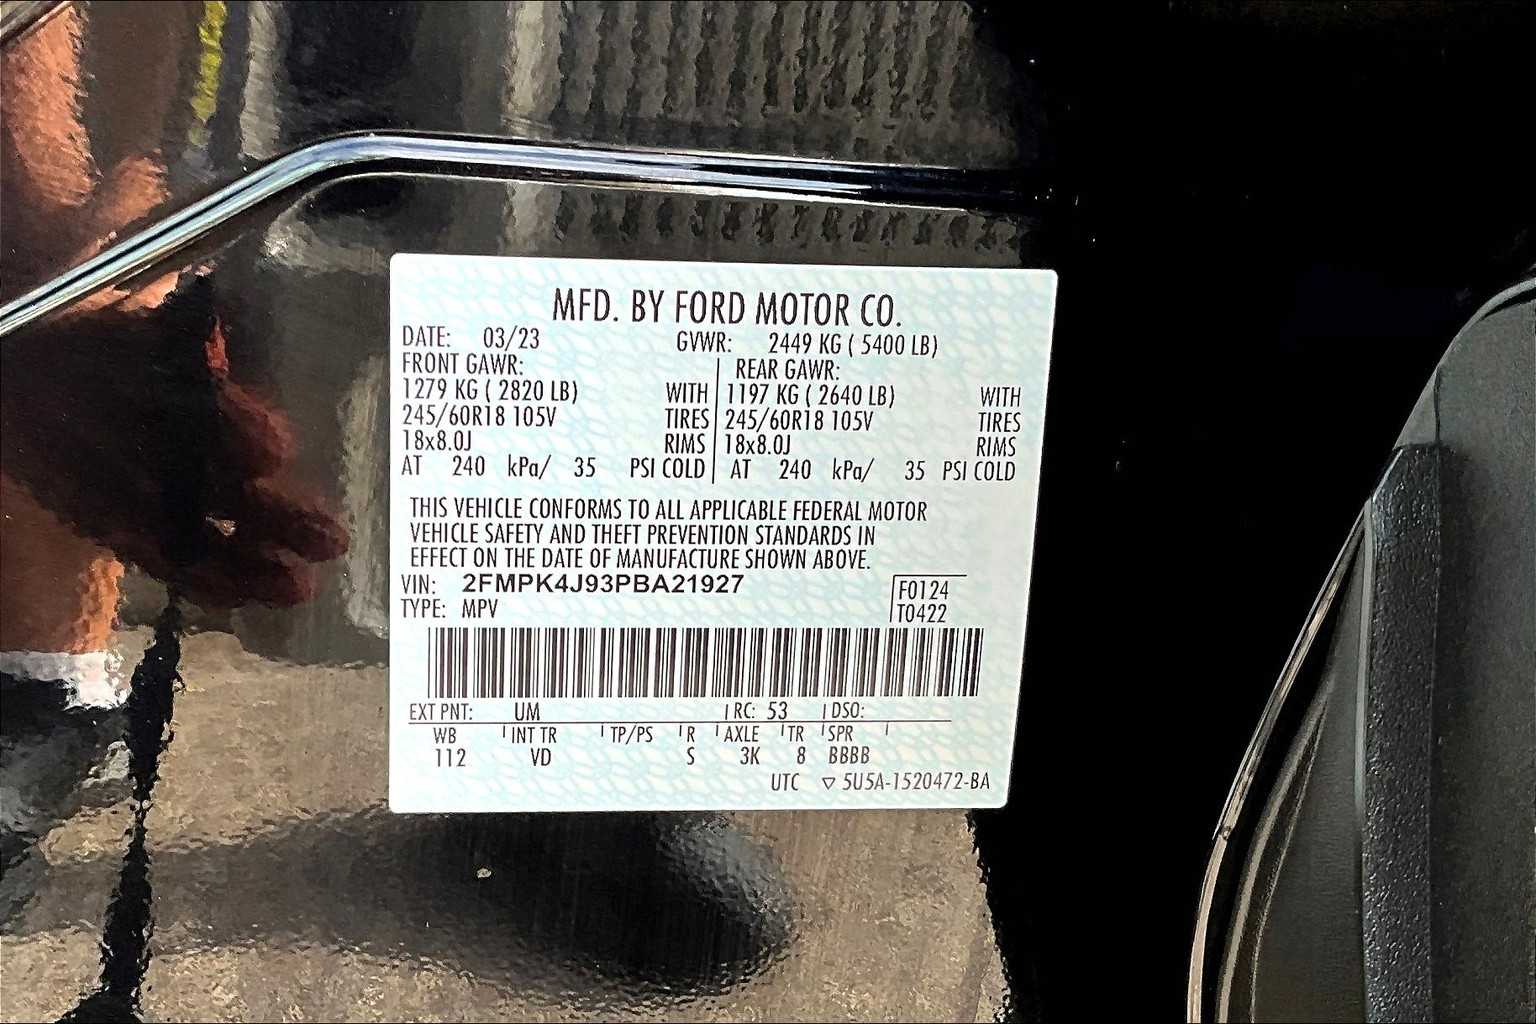 MFD. BY FORD MOTOR CO.
DATE: 03/23 GVWR: 2449 KG ( 5400 LB)
FRONT GAWR: REAR GAWR:
1279 KG ( 2820 LB) WITH 1197 KG ( 2640 LB) WITH
245/60R18 105V TIRES 245/60R18 105V TIRES
18x8.0J RIMS 18x8.0J RIMS
AT 240 kPa/ 35 PSI COLD AT 240 kPa/ 35 PSI COLD
THIS VEHICLE CONFORMS TO ALL APPLICABLE FEDERAL MOTOR
VEHICLE SAFETY AND THEFT PREVENTION STANDARDS IN
EFFECT ON THE DATE OF MANUFACTURE SHOWN ABOVE.
VIN: 2FMPK4J93PBA21927 F0124
TYPE: MPV T0422
EXT PNT: UM RC: 53 DSO:
WB INT TR TP/PS R AXLE TR SPR
112 VD S 3K 8 BBBB
UTC ▽ 5U5A-1520472-BA